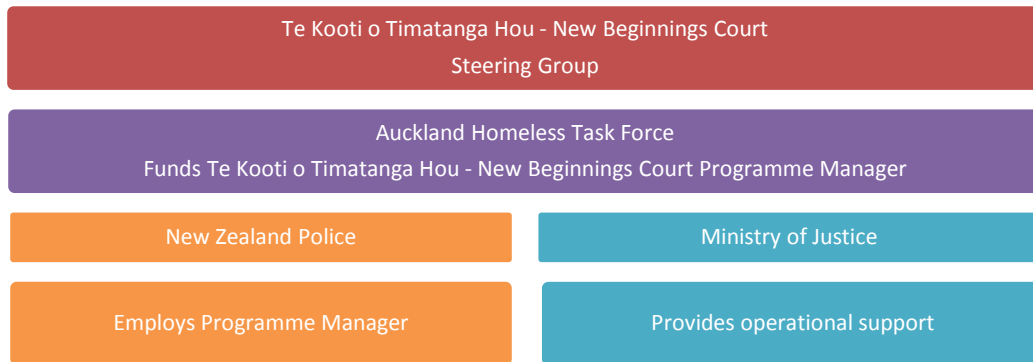 Te Kooti o Timatanga Hou - New Beginnings Court
Steering Group
Auckland Homeless Task Force
Funds Te Kooti o Timatanga Hou - New Beginnings Court Programme Manager
New Zealand Police
Ministry of Justice
Employs Programme Manager
Provides operational support